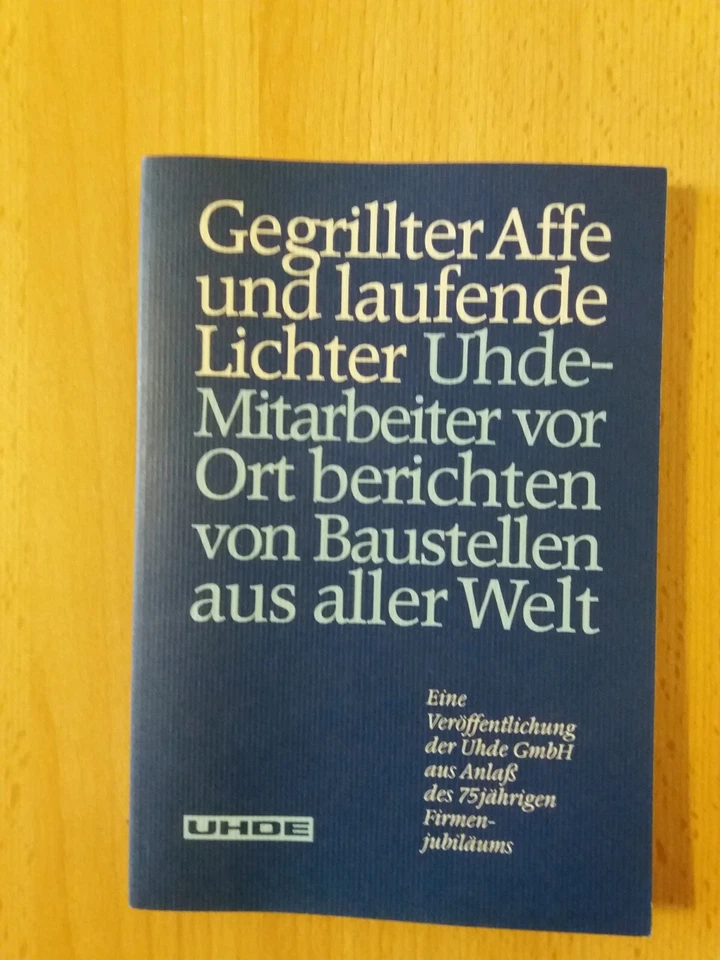 Gegrillter Affe
und laufende
Lichter Uhde-
Mitarbeiter vor
Ort berichten
von Baustellen
aus aller Welt
Eine
Veröffentlichung
der Uhde GmbH
aus Anlaß
des 75jährigen
Firmen-
jubiläums
UHDE